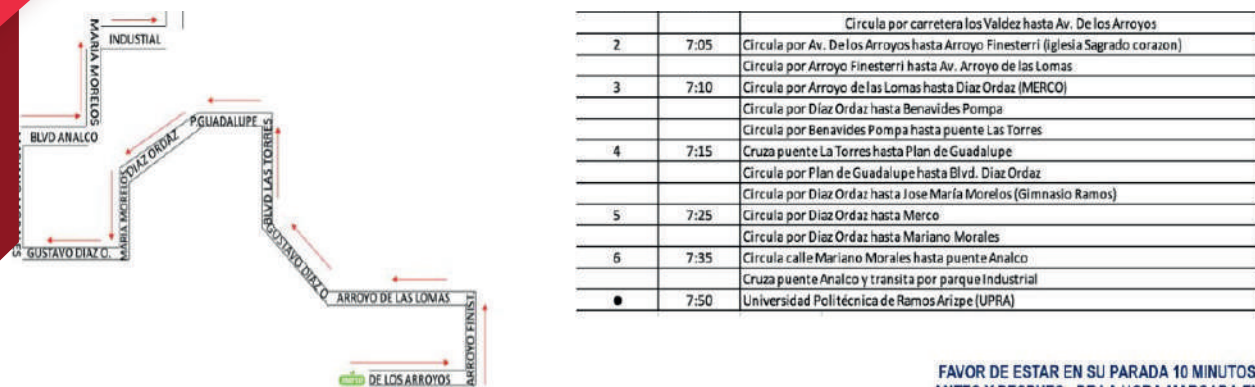 MARIA MORELOS
INDUSTIAL
BLVD ANALCO
P.GUADALUPE
DIAZ ORDAZ
MARIA MORELOS
GUSTAVO DIAZ O.
BLVD LAS TORRES
GUSTAVO DIAZ O
ARROYO DE LAS LOMAS
ARROYO FINIST.
INICIO DE LOS ARROYOS
Circula por carretera los Valdez hasta Av. De los Arroyos
2 7:05 Circula por Av. De los Arroyos hasta Arroyo Finesterri (iglesia Sagrado corazon)
Circula por Arroyo Finesterri hasta Av. Arroyo de las Lomas
3 7:10 Circula por Arroyo de las Lomas hasta Diaz Ordaz (MERCO)
Circula por Díaz Ordaz hasta Benavides Pompa
Circula por Benavides Pompa hasta puente Las Torres
4 7:15 Cruza puente La Torres hasta Plan de Guadalupe
Circula por Plan de Guadalupe hasta Blvd. Diaz Ordaz
Circula por Diaz Ordaz hasta Jose María Morelos (Gimnasio Ramos)
5 7:25 Circula por Diaz Ordaz hasta Merco
Circula por Diaz Ordaz hasta Mariano Morales
6 7:35 Circula calle Mariano Morales hasta puente Analco
Cruza puente Analco y transita por parque Industrial
● 7:50 Universidad Politécnica de Ramos Arizpe (UPRA)
FAVOR DE ESTAR EN SU PARADA 10 MINUTOS